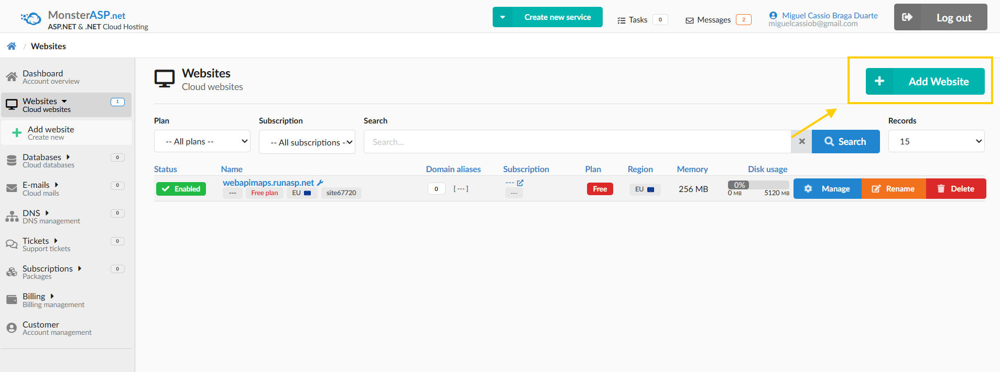 MonsterASP.net
ASP.NET & .NET Cloud Hosting
Create new service
Tasks 0
Messages 2
Miguel Cassio Braga Duarte
miguelcassiob@gmail.com
Log out
/ Websites
Dashboard
Account overview
Websites 1
Cloud websites
Add website
Create new
Databases 0
Cloud databases
E-mails 0
Cloud mails
DNS 0
DNS management
Tickets 0
Support tickets
Subscriptions 0
Packages
Billing
Billing management
Customer
Account management
Websites
Cloud websites
Add Website
Plan Subscription Search Records
-- All plans -- -- All subscriptions -- Search... Search 15
Status Name Domain aliases Subscription Plan Region Memory Disk usage
Enabled webapimaps.runasp.net 0 [ --- ] --- Free EU 256 MB 0% Manage Rename Delete
--- Free plan EU site67720 --- 0 MB 5120 MB